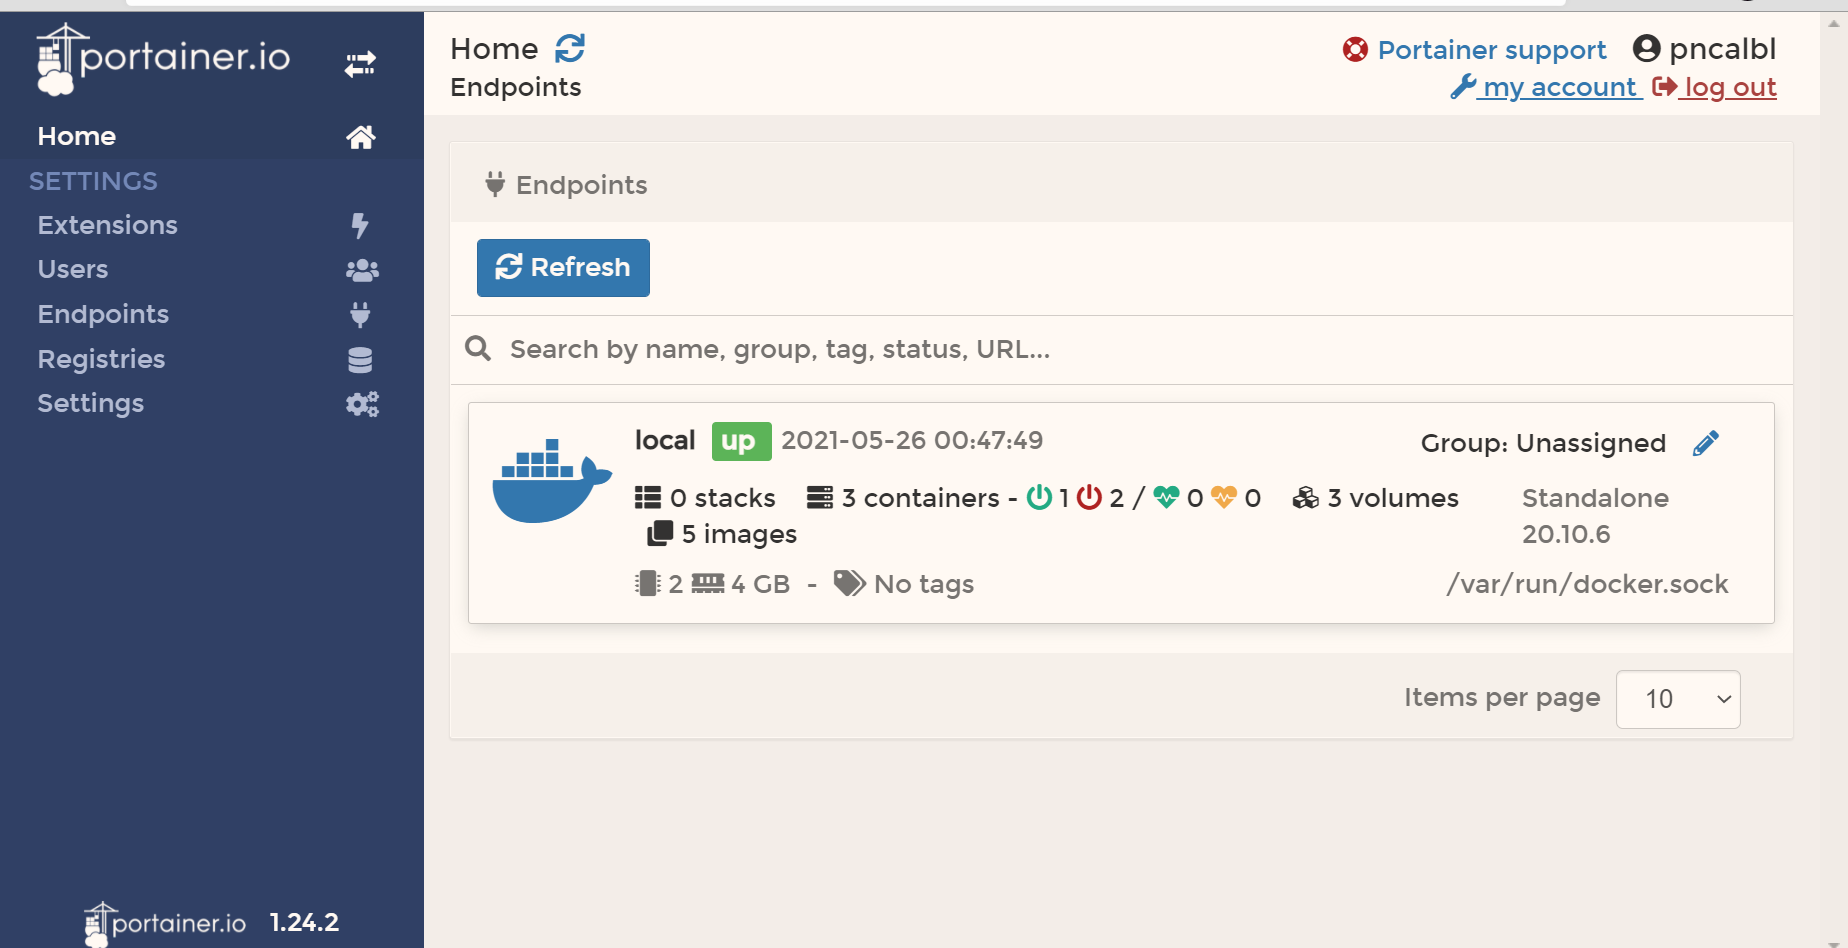 portainer.io
Home
SETTINGS
Extensions
Users
Endpoints
Registries
Settings
portainer.io 1.24.2
Home
Endpoints
Portainer support pncalbl
my account log out
Endpoints
Refresh
Search by name, group, tag, status, URL...
local up 2021-05-26 00:47:49 Group: Unassigned
0 stacks 3 containers - 1 2 / 0 0 3 volumes Standalone
5 images 20.10.6
2 4 GB - No tags /var/run/docker.sock
Items per page 10